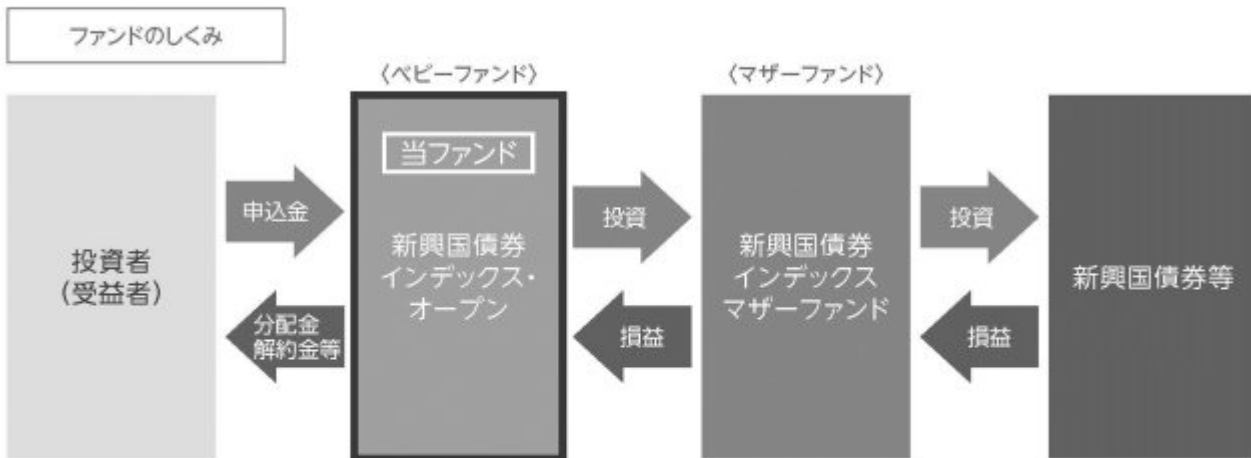 ファンドのしくみ
〈ベビーファンド〉
〈マザーファンド〉
投資者
(受益者)
申込金
分配金
解約金等
当ファンド
新興国債券
インデックス・
オープン
投資
損益
新興国債券
インデックス
マザーファンド
投資
損益
新興国債券等